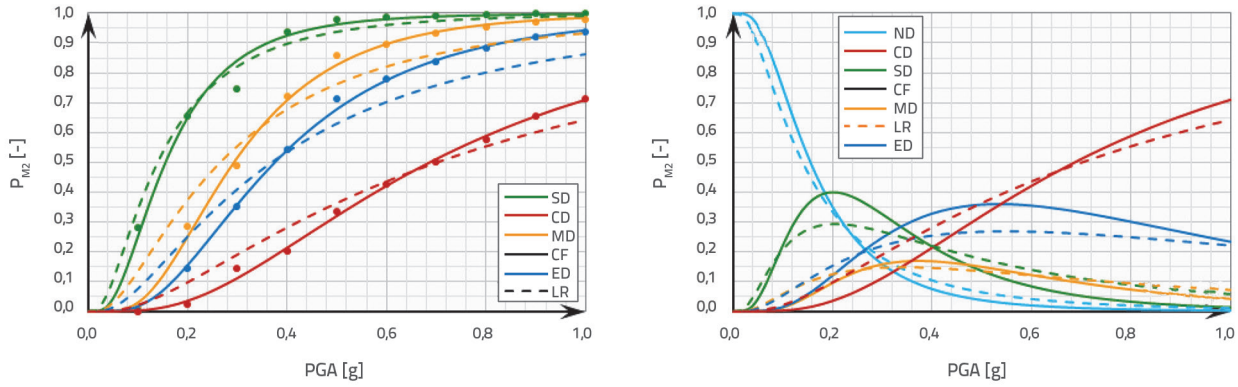 1,0
0,9
0,8
0,7
0,6
0,5
0,4
0,3
0,2
0,1
0,0
P_M2 [-]
0,0 0,2 0,4 0,6 0,8 1,0
PGA [g]
SD
CD
MD
CF
ED
LR
1,0
0,9
0,8
0,7
0,6
0,5
0,4
0,3
0,2
0,1
0,0
P_M2 [-]
0,0 0,2 0,4 0,6 0,8 1,0
PGA [g]
ND
CD
SD
CF
MD
LR
ED